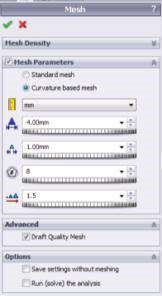 Mesh ?
Mesh Density
Mesh Parameters
Standard mesh
Curvature based mesh
mm
4.00mm
1.00mm
8
1.5
Advanced
Draft Quality Mesh
Options
Save settings without meshing
Run (solve) the analysis